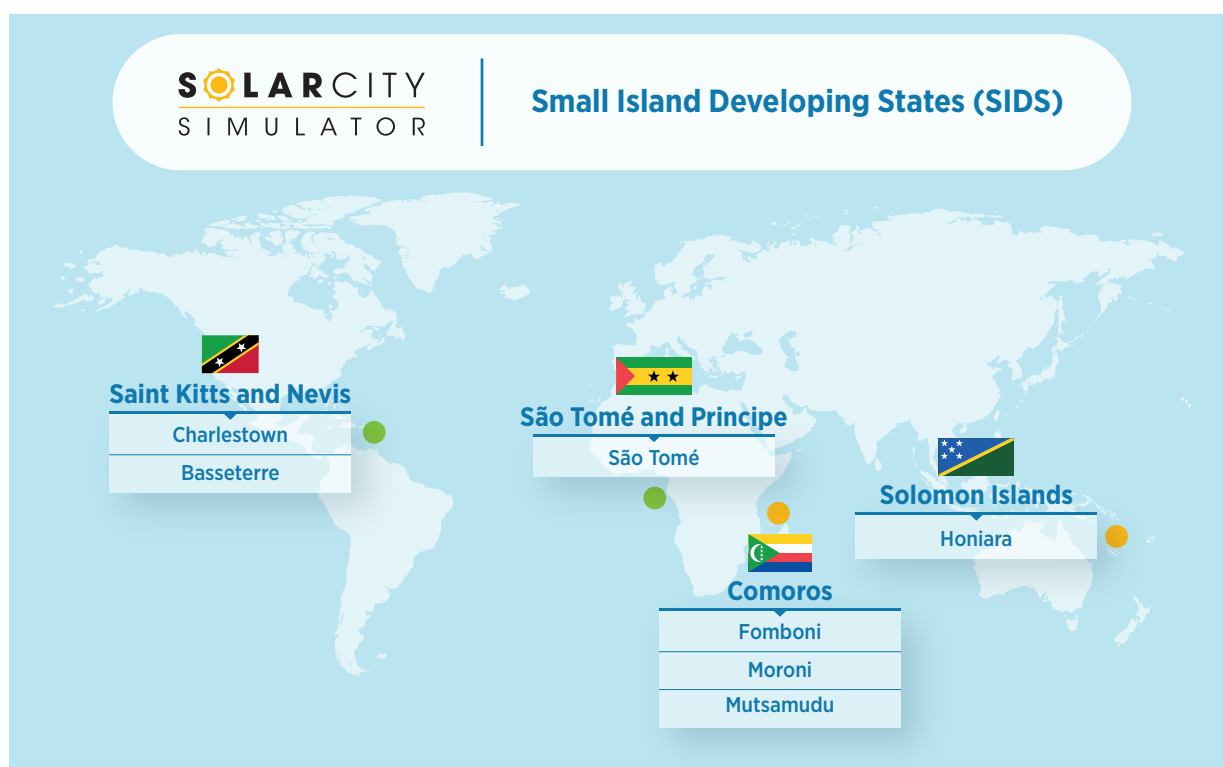 SOLARCITY
SIMULATOR
Small Island Developing States (SIDS)
Saint Kitts and Nevis
Charlestown
Basseterre
São Tomé and Principe
São Tomé
Solomon Islands
Honiara
Comoros
Fomboni
Moroni
Mutsamudu